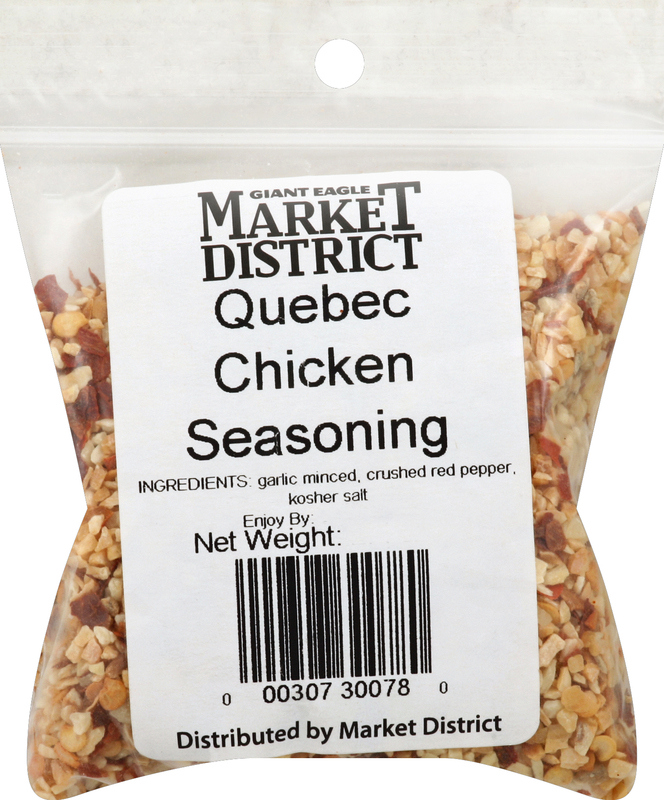 GIANT EAGLE
MARKET
DISTRICT
Quebec
Chicken
Seasoning
INGREDIENTS: garlic minced, crushed red pepper,
kosher salt
Enjoy By:
Net Weight:
0 00307 30078 0
Distributed by Market District